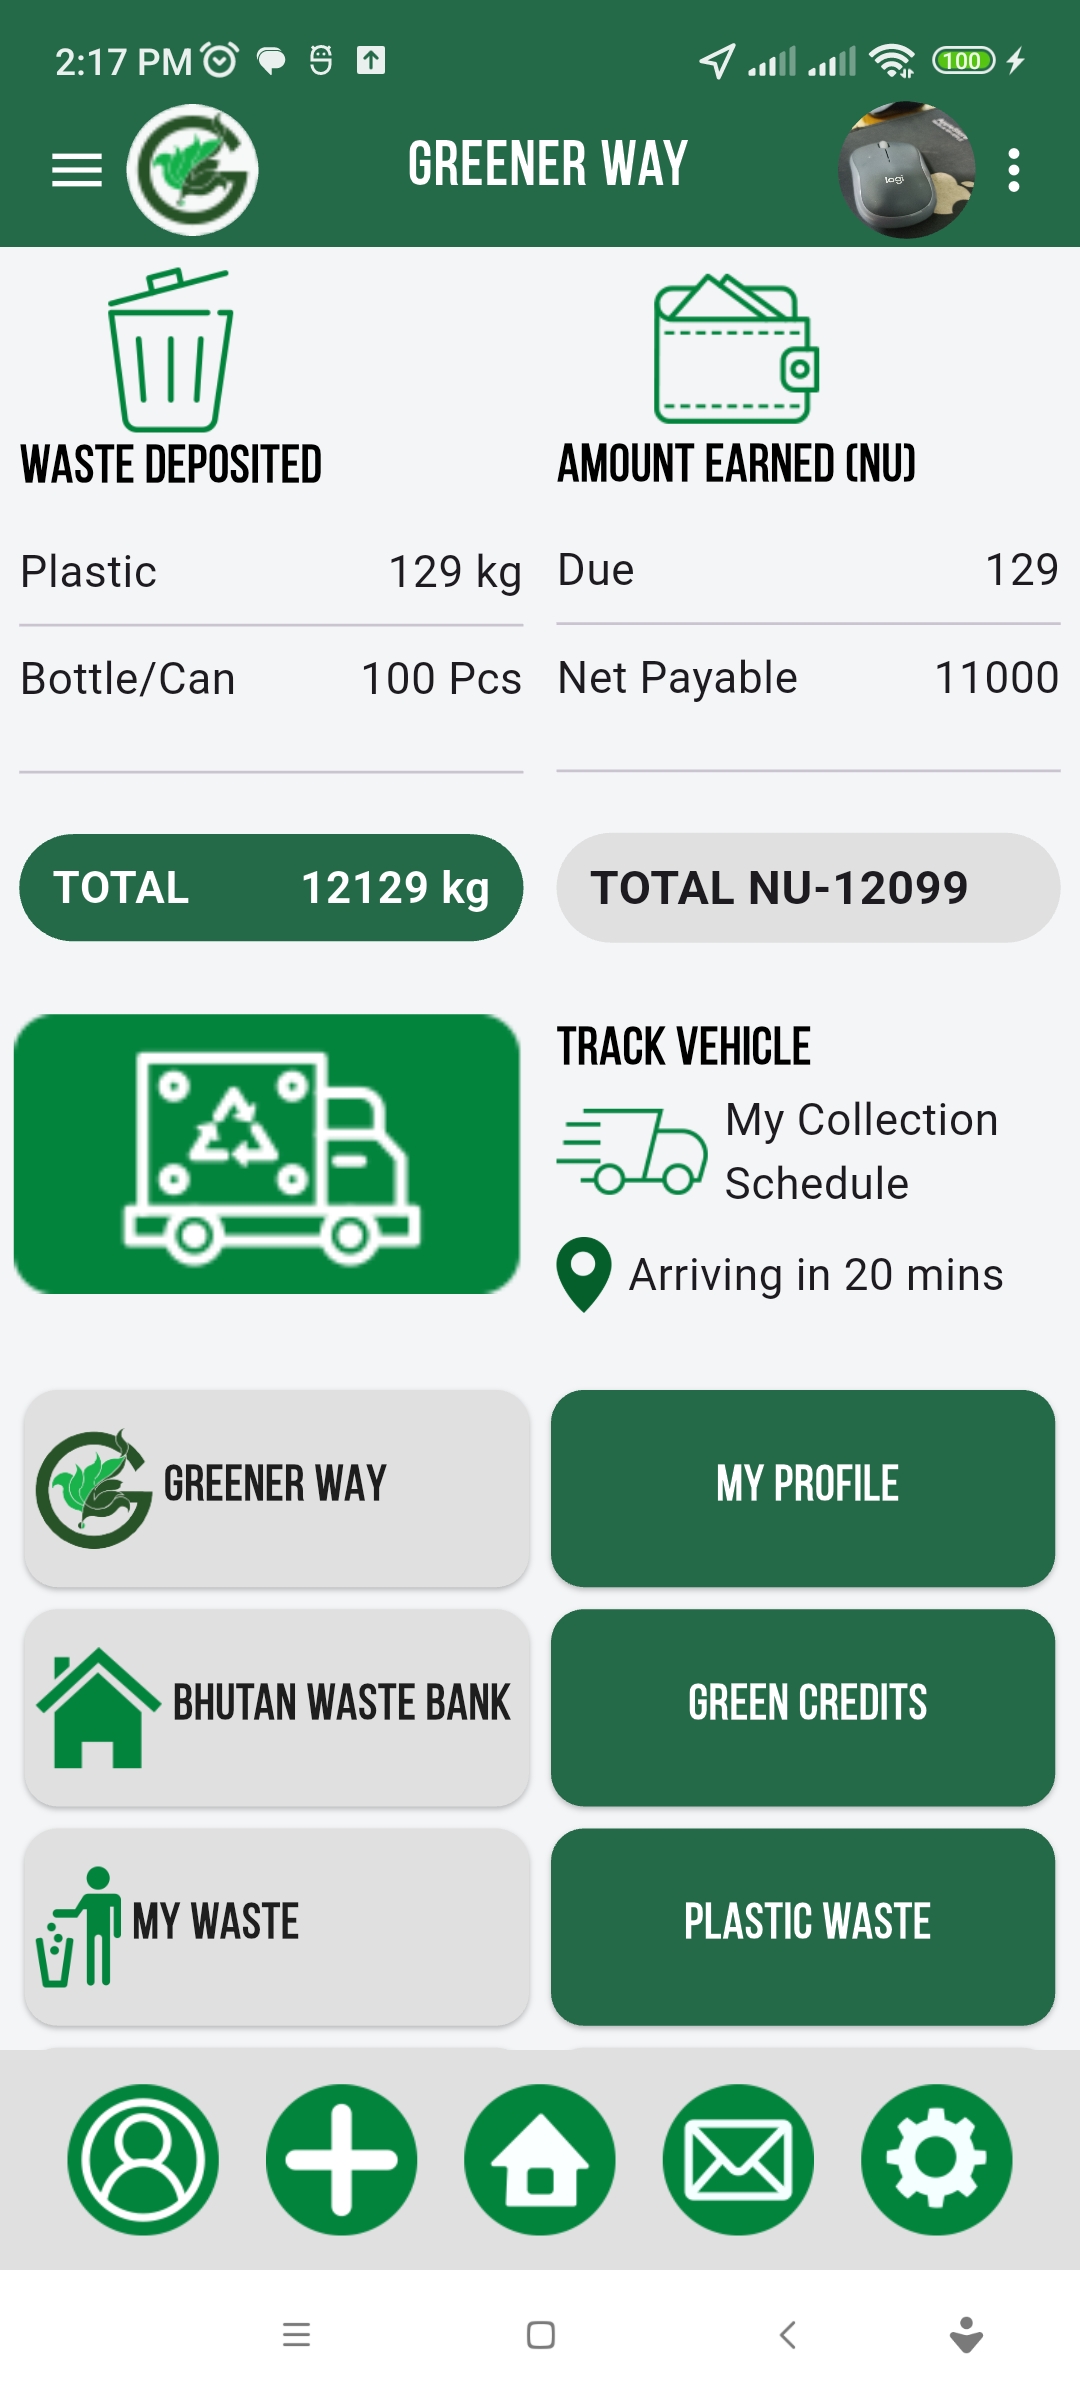 2:17 PM
100
GREENER WAY
logi
WASTE DEPOSITED
Plastic 129 kg
Bottle/Can 100 Pcs
TOTAL 12129 kg
AMOUNT EARNED (NU)
Due 129
Net Payable 11000
TOTAL NU-12099
TRACK VEHICLE
My Collection
Schedule
Arriving in 20 mins
GREENER WAY
MY PROFILE
BHUTAN WASTE BANK
GREEN CREDITS
MY WASTE
PLASTIC WASTE